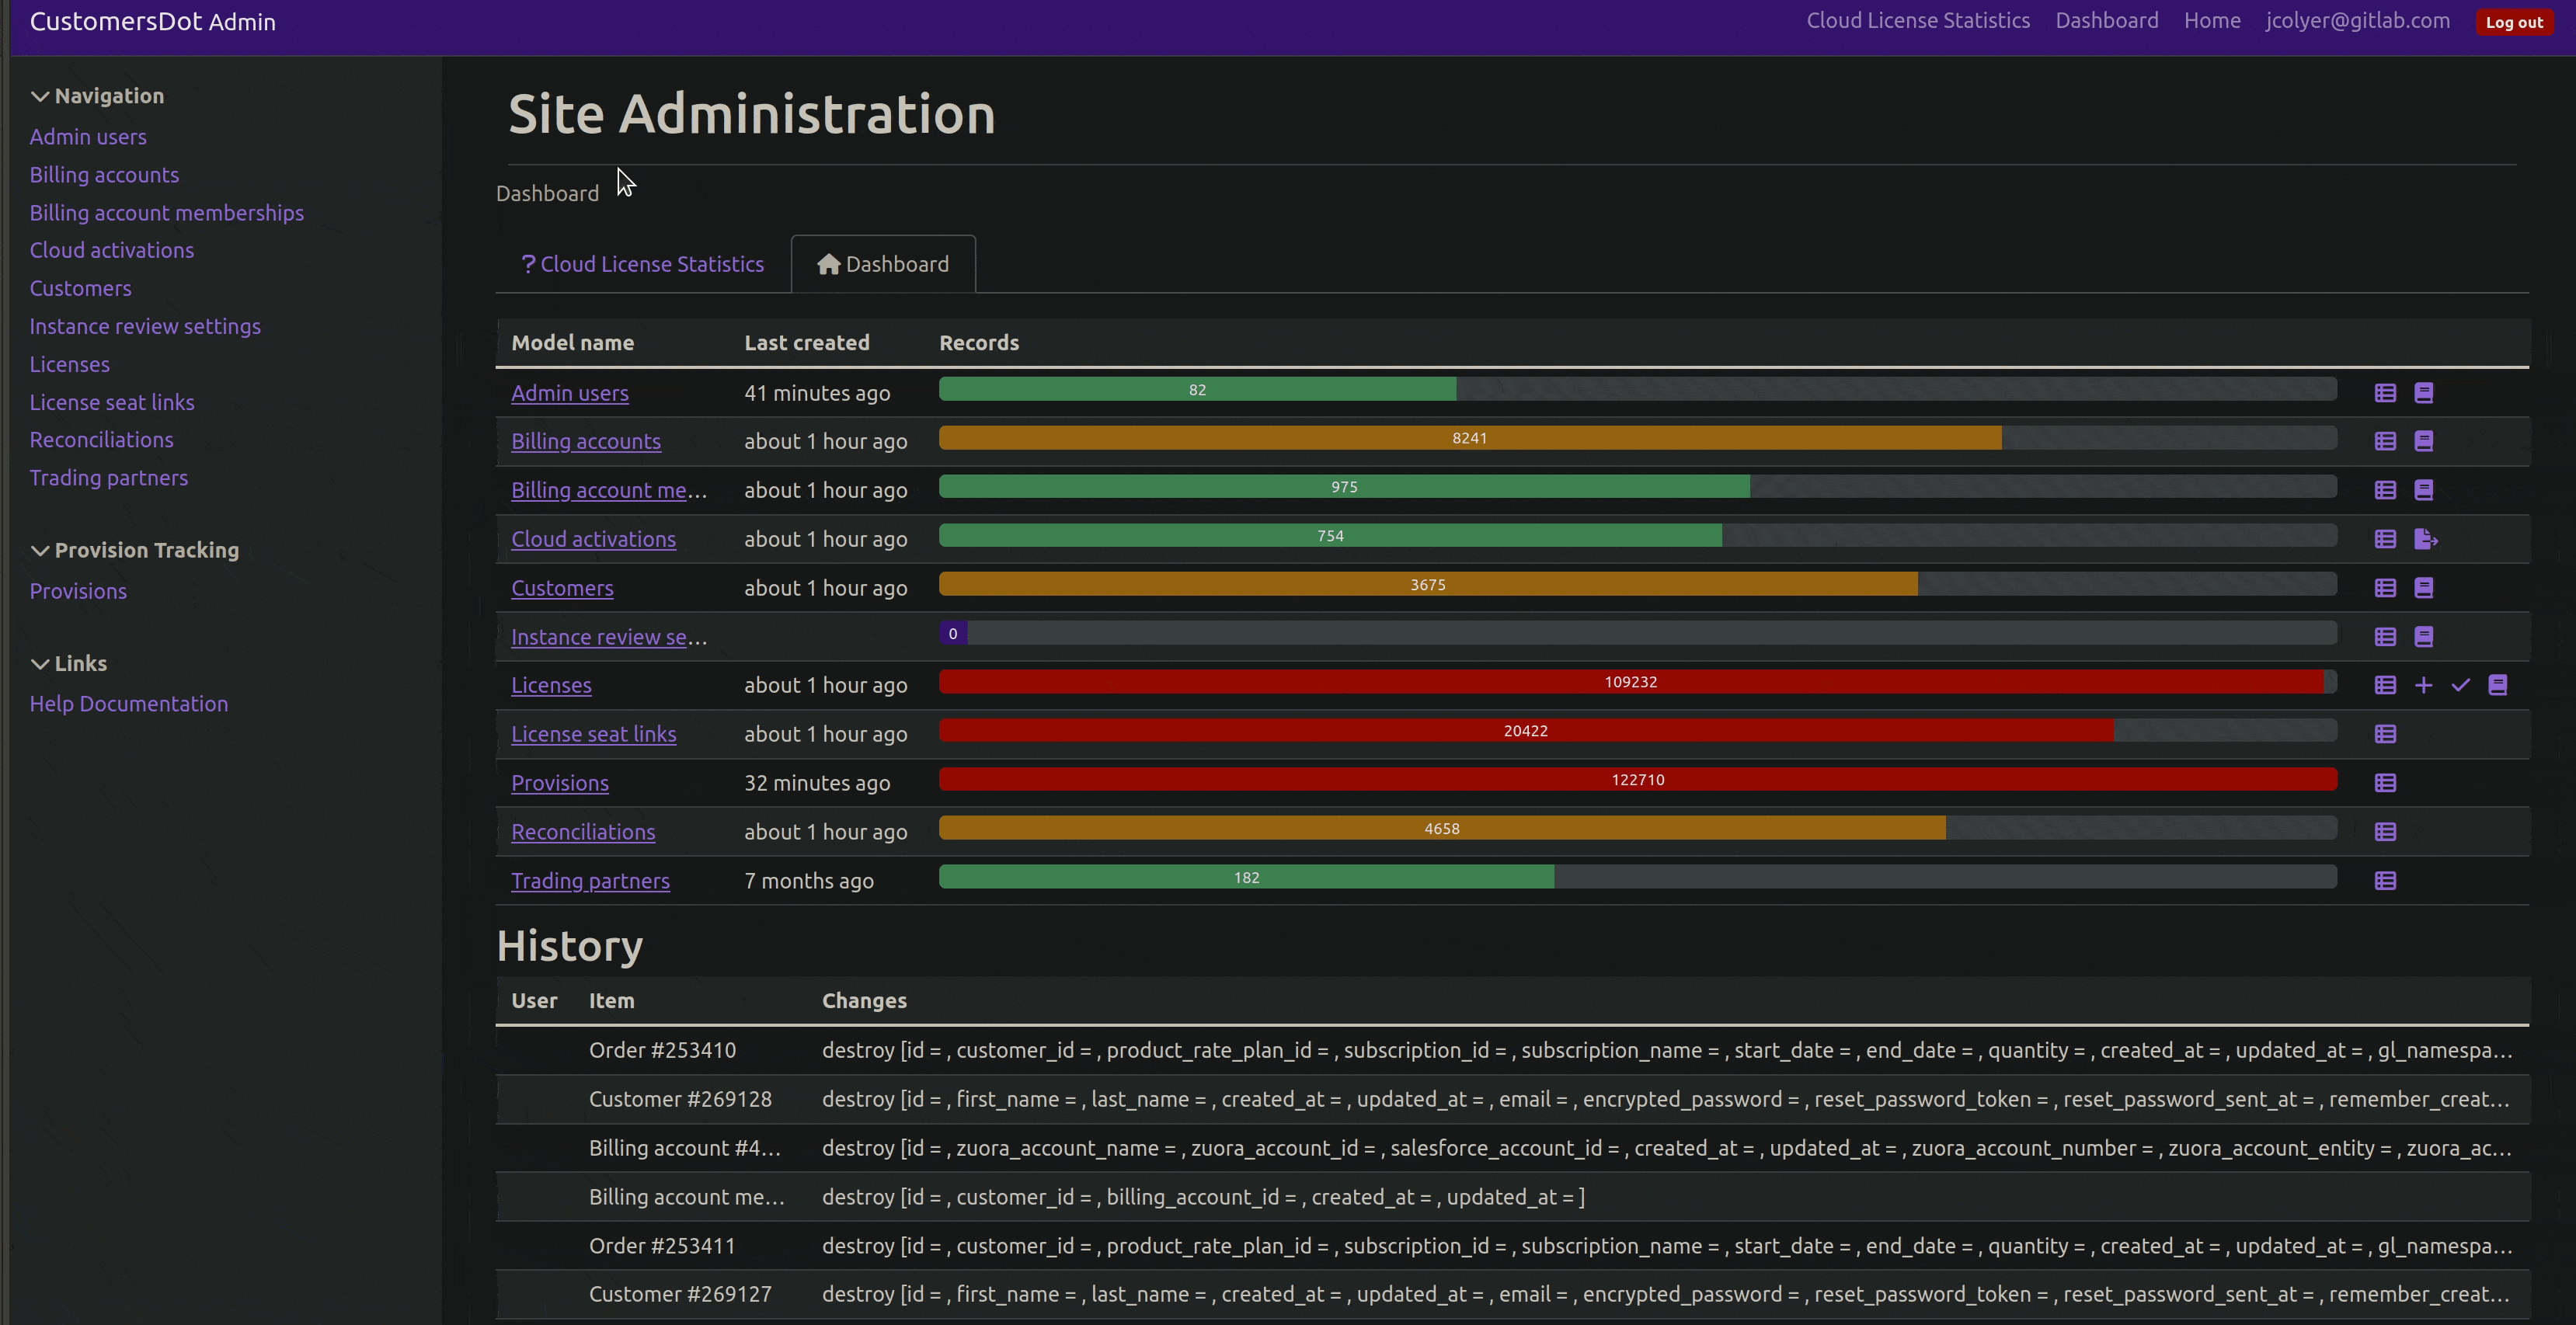 CustomersDot Admin
Cloud License Statistics Dashboard Home jcolyer@gitlab.com Log out
Navigation
Admin users
Billing accounts
Billing account memberships
Cloud activations
Customers
Instance review settings
Licenses
License seat links
Reconciliations
Trading partners
Provision Tracking
Provisions
Links
Help Documentation
Site Administration
Dashboard
? Cloud License Statistics Dashboard
Model name Last created Records
Admin users 41 minutes ago 82
Billing accounts about 1 hour ago 8241
Billing account me... about 1 hour ago 975
Cloud activations about 1 hour ago 754
Customers about 1 hour ago 3675
Instance review se... 0
Licenses about 1 hour ago 109232
License seat links about 1 hour ago 20422
Provisions 32 minutes ago 122710
Reconciliations about 1 hour ago 4658
Trading partners 7 months ago 182
History
User Item Changes
Order #253410 destroy [id = , customer_id = , product_rate_plan_id = , subscription_id = , subscription_name = , start_date = , end_date = , quantity = , created_at = , updated_at = , gl_namespa...
Customer #269128 destroy [id = , first_name = , last_name = , created_at = , updated_at = , email = , encrypted_password = , reset_password_token = , reset_password_sent_at = , remember_creat...
Billing account #4... destroy [id = , zuora_account_name = , zuora_account_id = , salesforce_account_id = , created_at = , updated_at = , zuora_account_number = , zuora_account_entity = , zuora_ac...
Billing account me... destroy [id = , customer_id = , billing_account_id = , created_at = , updated_at = ]
Order #253411 destroy [id = , customer_id = , product_rate_plan_id = , subscription_id = , subscription_name = , start_date = , end_date = , quantity = , created_at = , updated_at = , gl_namespa...
Customer #269127 destroy [id = , first_name = , last_name = , created_at = , updated_at = , email = , encrypted_password = , reset_password_token = , reset_password_sent_at = , remember_creat...